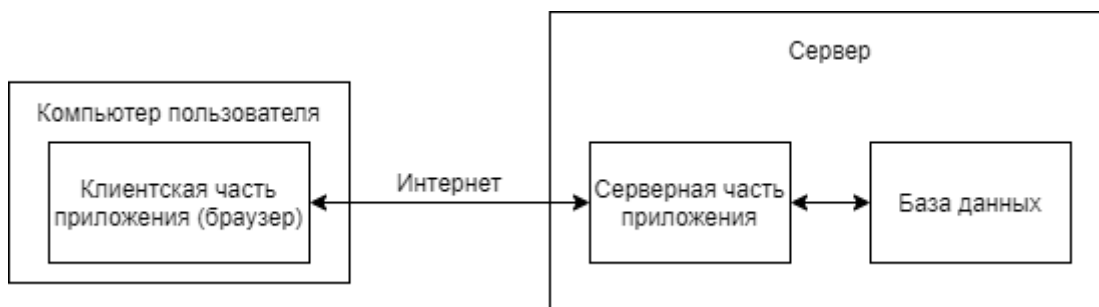 Сервер
Компьютер пользователя
Клиентская часть
приложения (браузер)
Интернет
Серверная часть
приложения
База данных